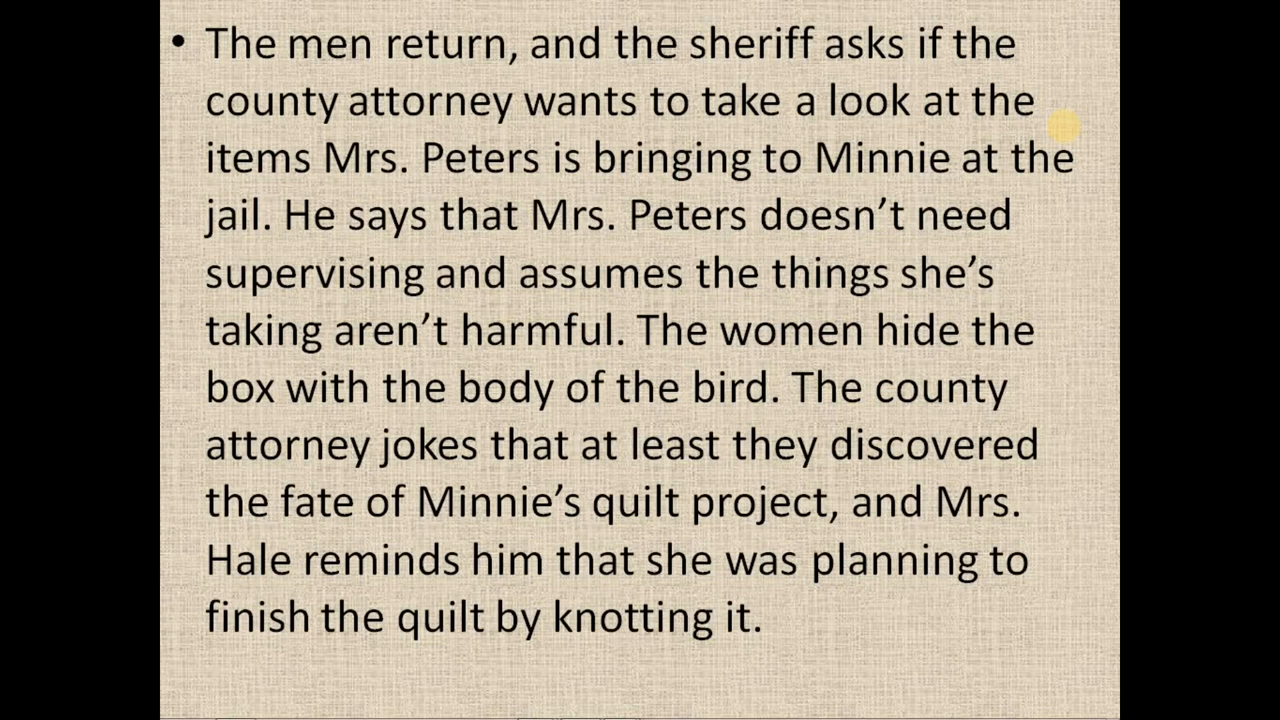 • The men return, and the sheriff asks if the
county attorney wants to take a look at the
items Mrs. Peters is bringing to Minnie at the
jail. He says that Mrs. Peters doesn’t need
supervising and assumes the things she’s
taking aren’t harmful. The women hide the
box with the body of the bird. The county
attorney jokes that at least they discovered
the fate of Minnie’s quilt project, and Mrs.
Hale reminds him that she was planning to
finish the quilt by knotting it.